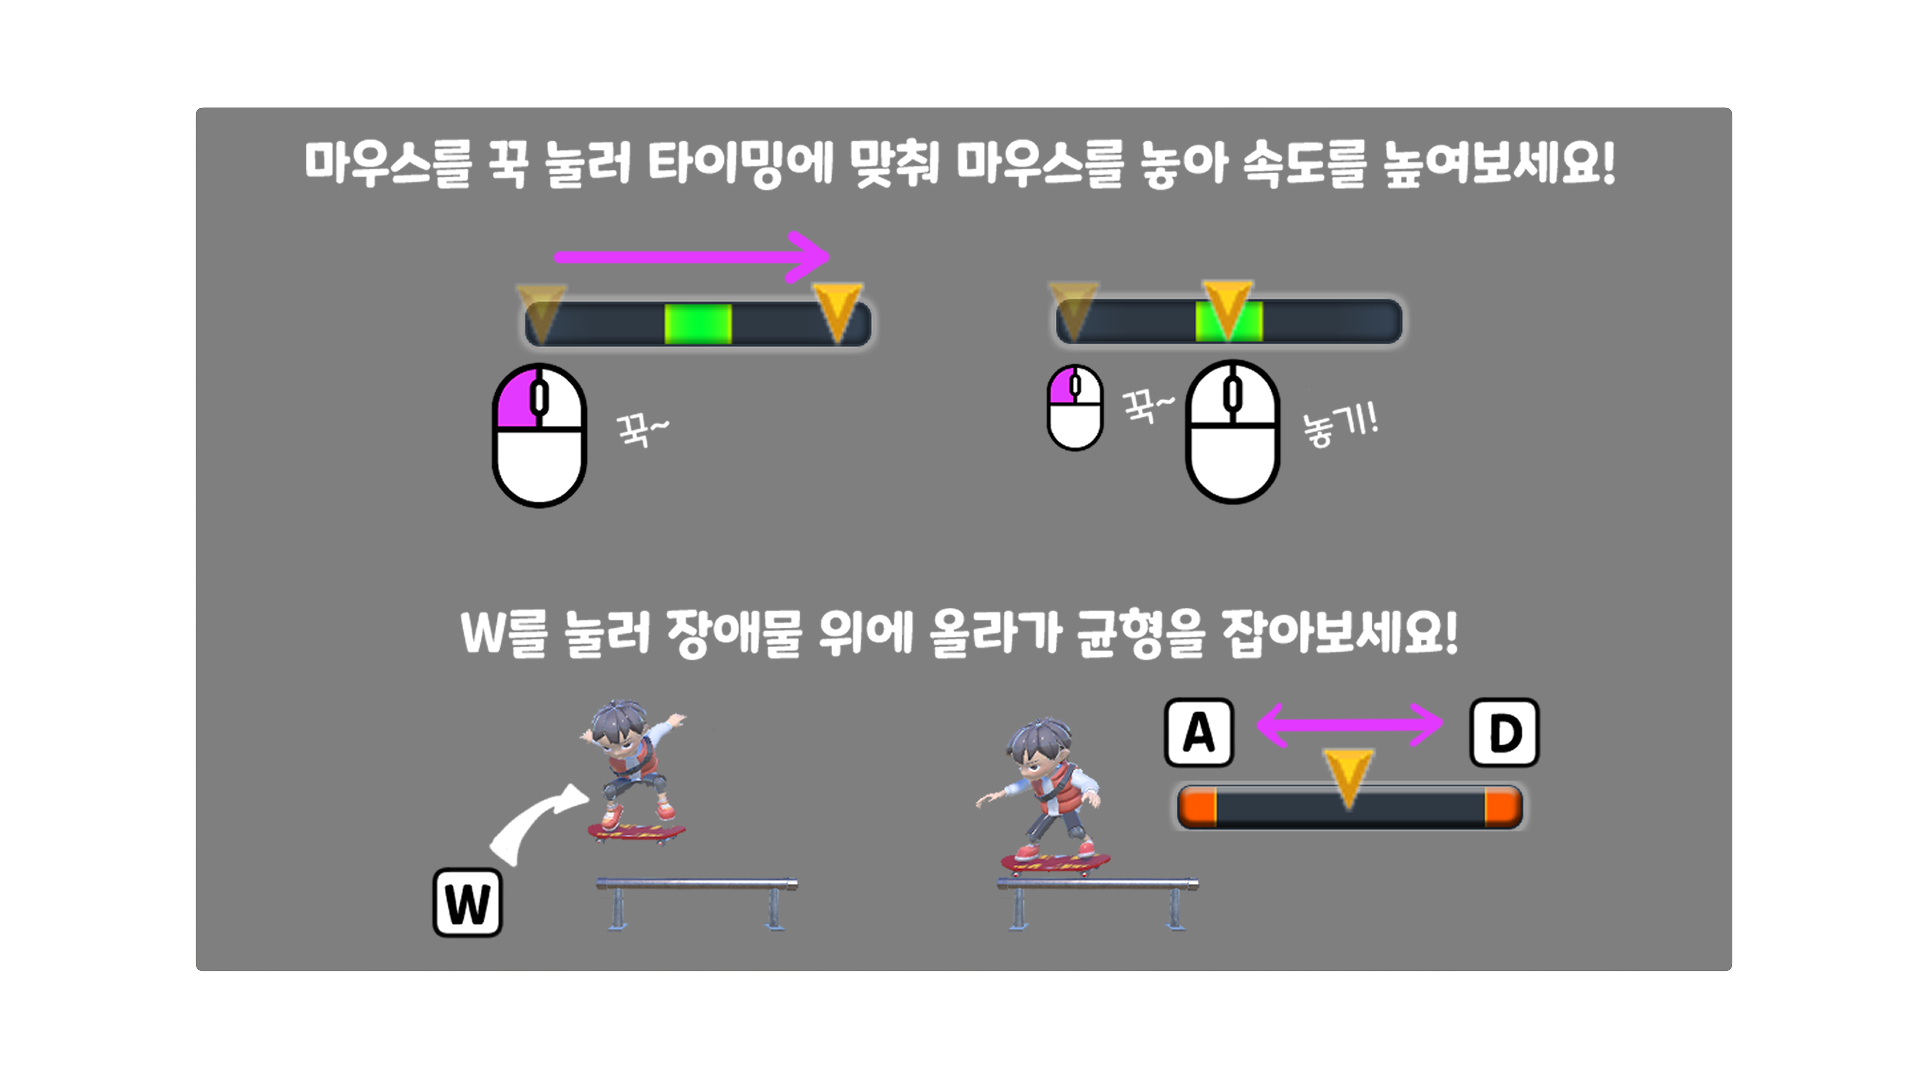 마우스를 꾹 눌러 타이밍에 맞춰 마우스를 놓아 속도를 높여보세요!
꾹~
꾹~
놓기!
W를 눌러 장애물 위에 올라가 균형을 잡아보세요!
A
D
W